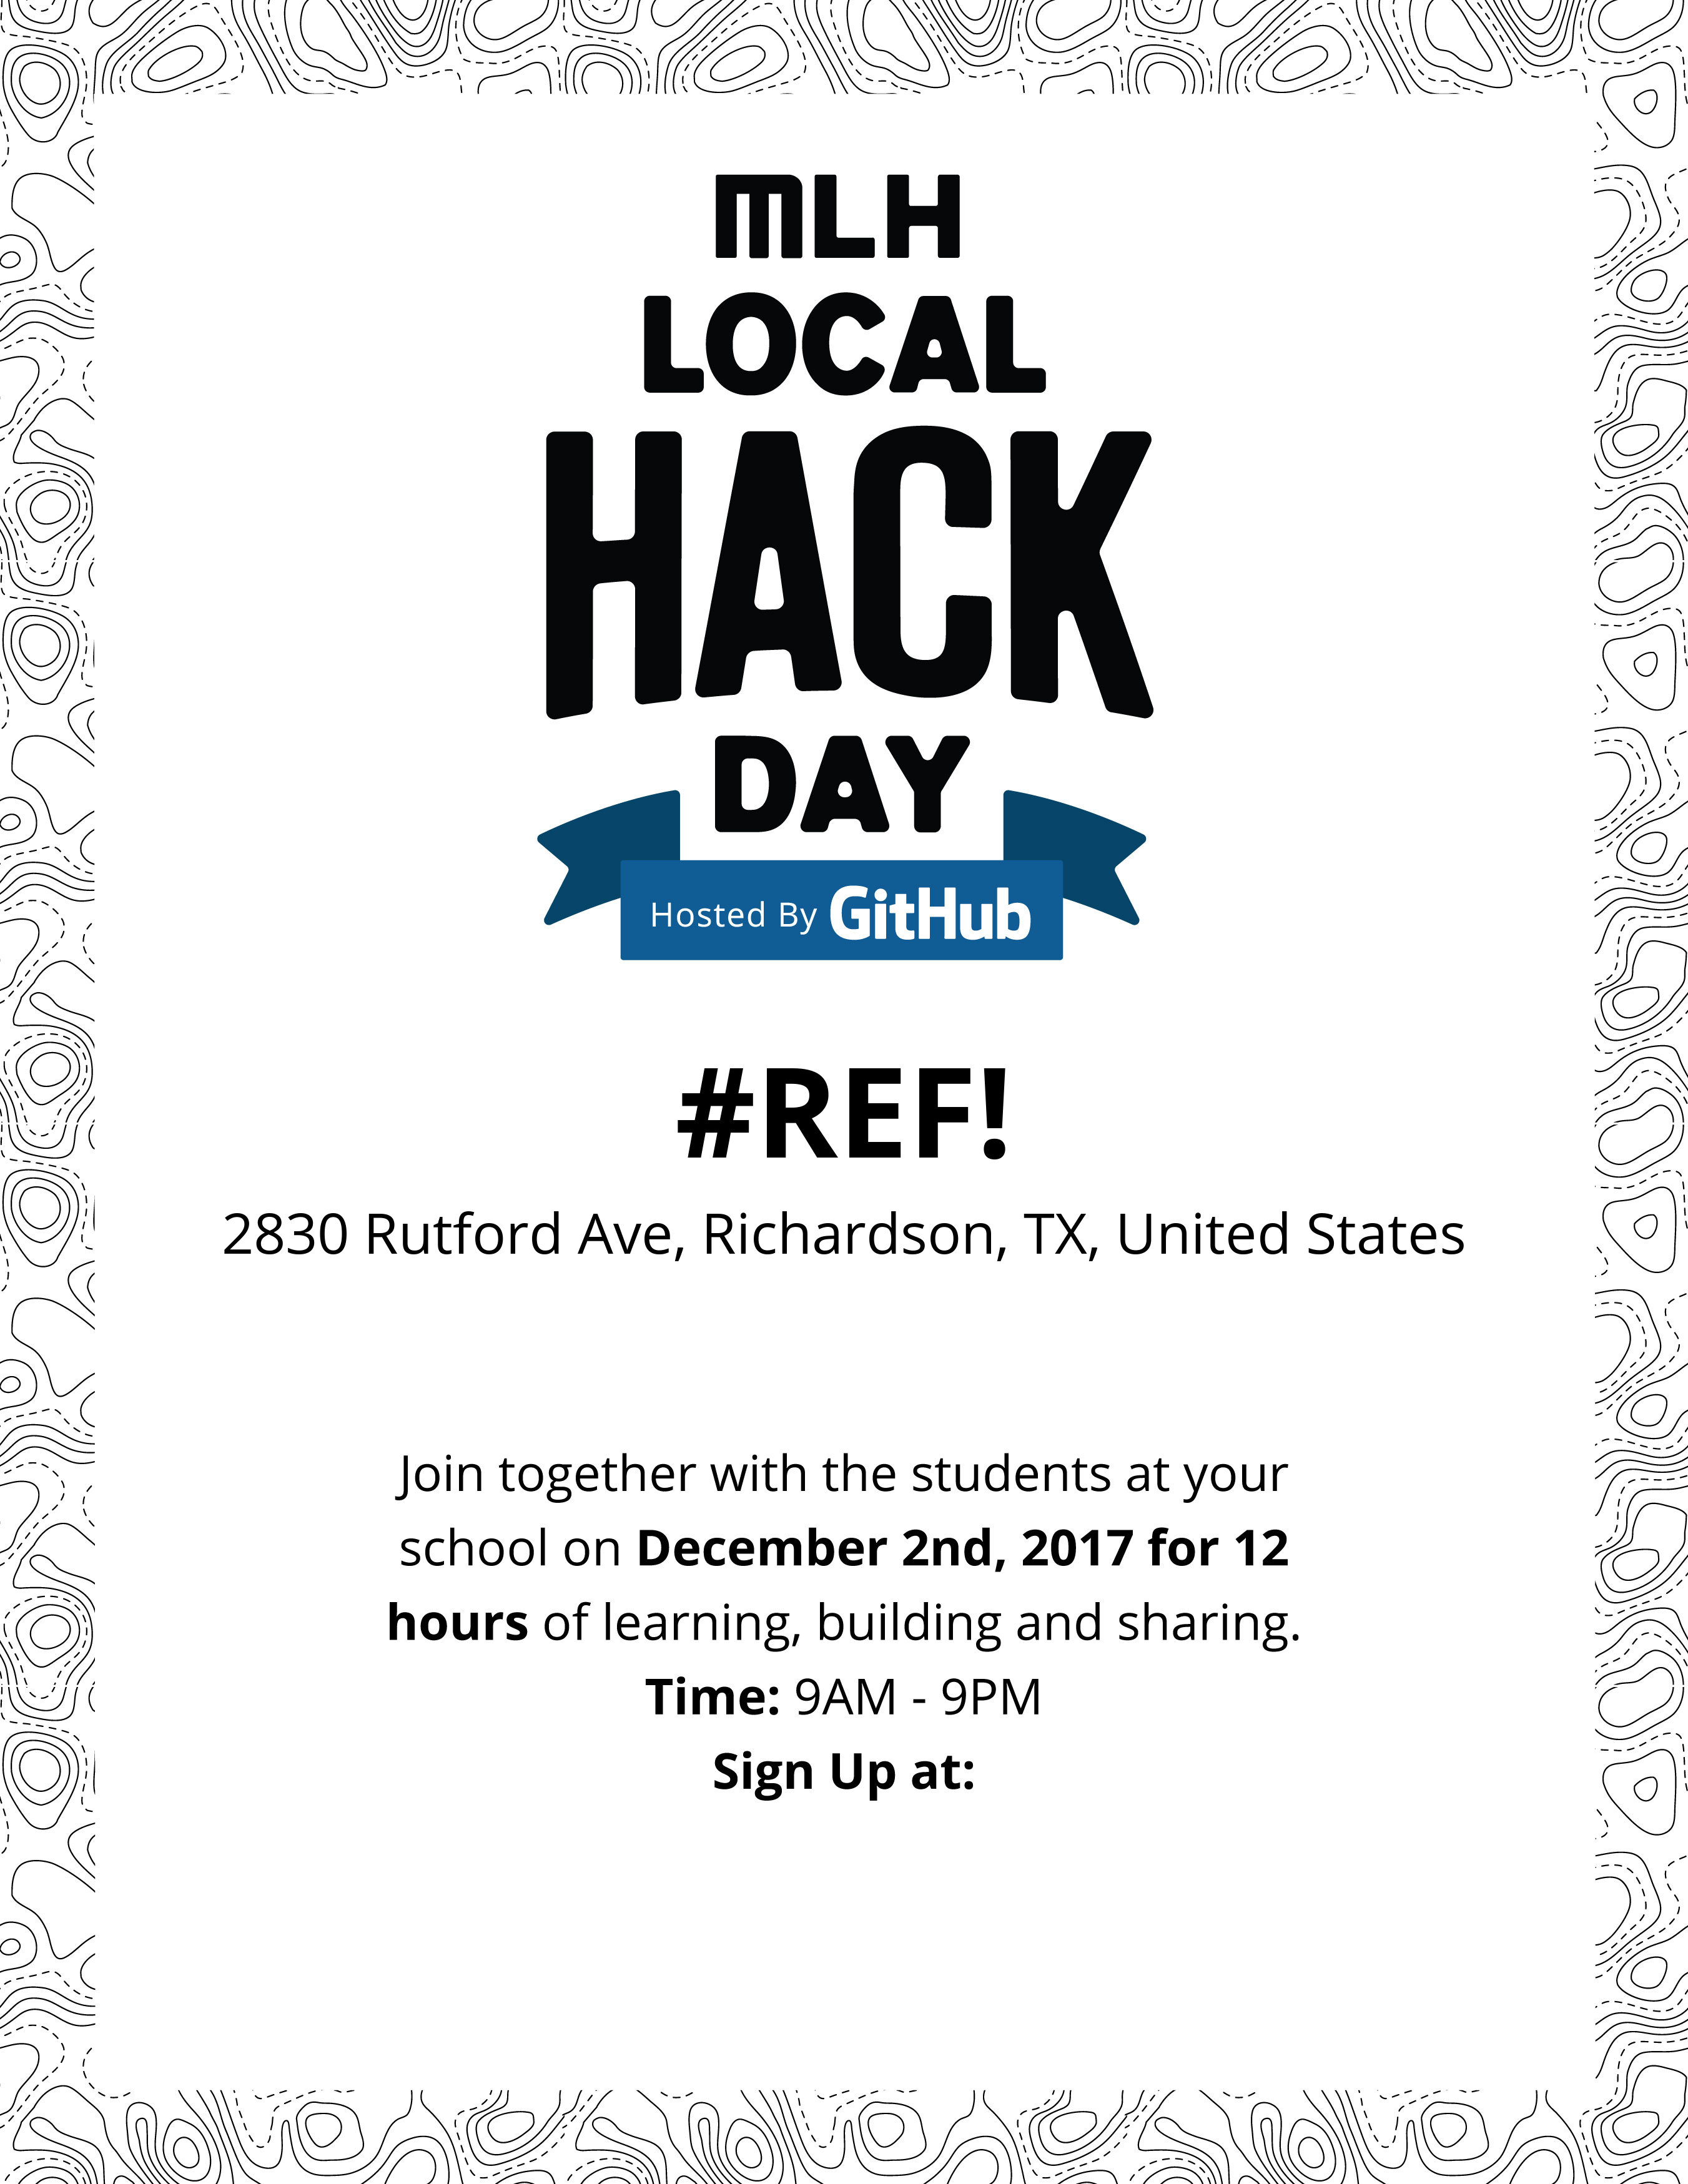 MLH
LOCAL
HACK
DAY
Hosted By GitHub
#REF!
2830 Rutford Ave, Richardson, TX, United States
Join together with the students at your
school on December 2nd, 2017 for 12
hours of learning, building and sharing.
Time: 9AM - 9PM
Sign Up at: